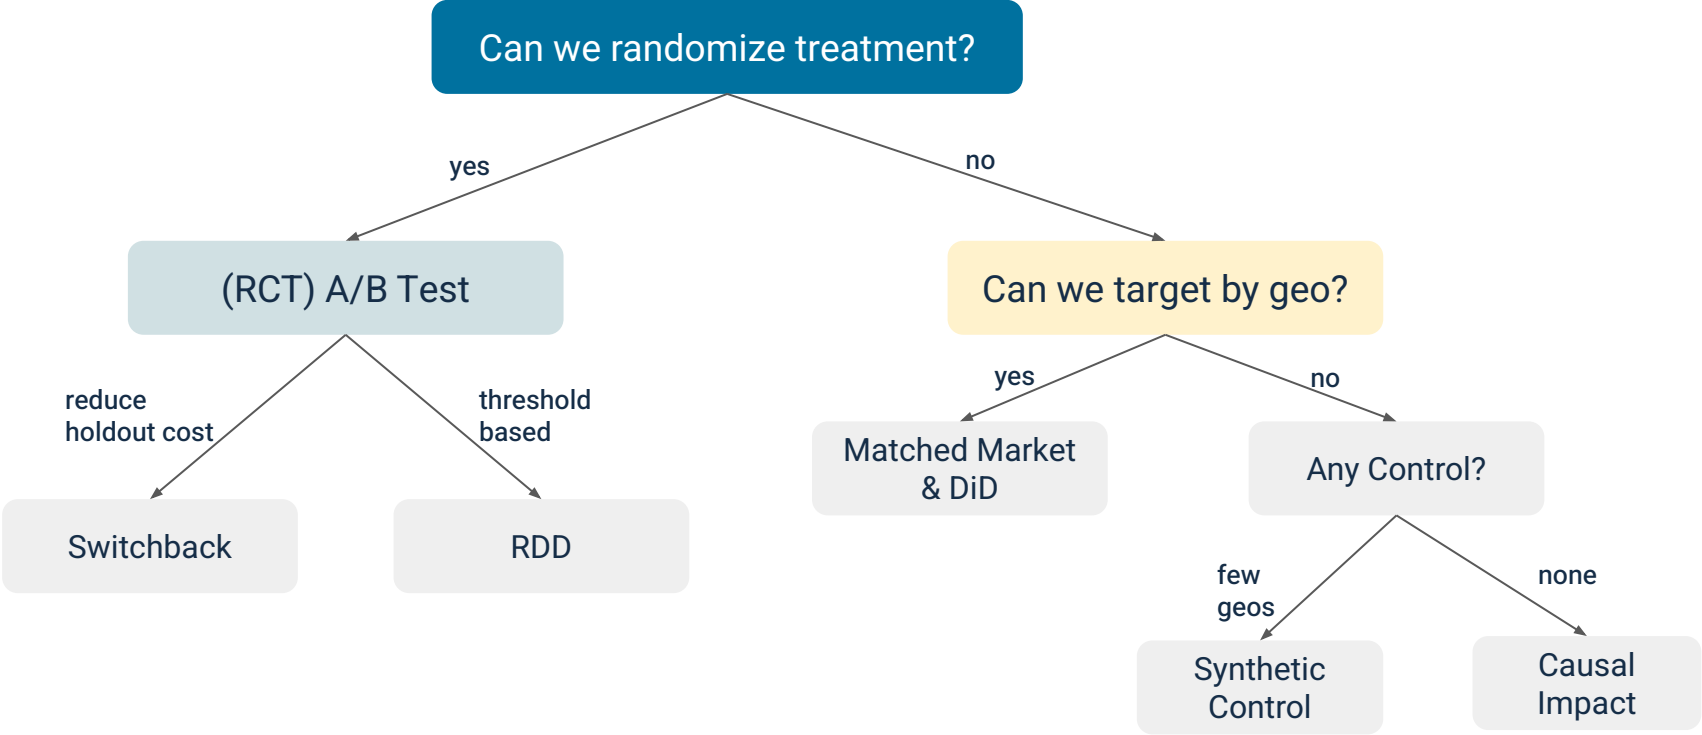 Can we randomize treatment?
yes
no
(RCT) A/B Test
Can we target by geo?
reduce
holdout cost
threshold
based
yes
no
Switchback
RDD
Matched Market
& DiD
Any Control?
few
geos
none
Synthetic
Control
Causal
Impact